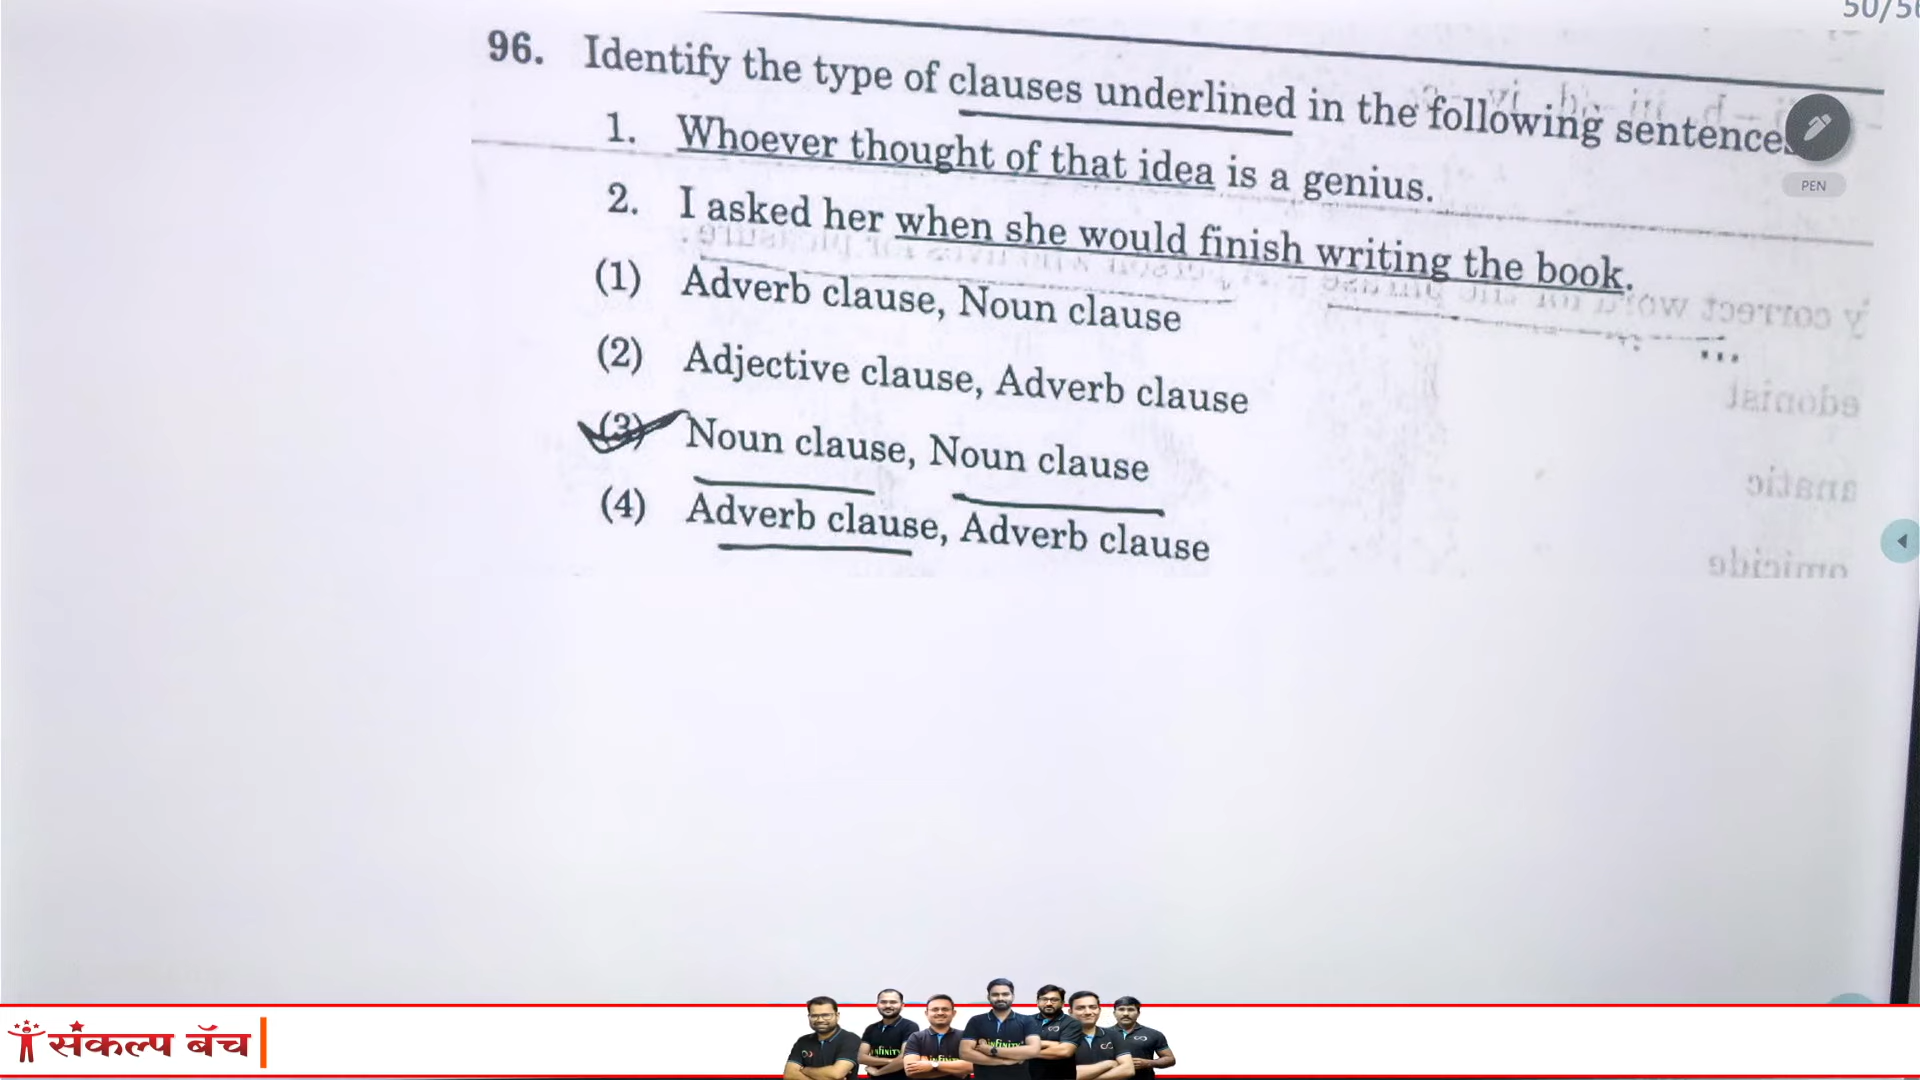 50/56
96. Identify the type of clauses underlined in the following sentences
1. Whoever thought of that idea is a genius.
PEN
2. I asked her when she would finish writing the book.
(1) Adverb clause, Noun clause
(2) Adjective clause, Adverb clause
(3) Noun clause, Noun clause
(4) Adverb clause, Adverb clause
संकल्प बॅच